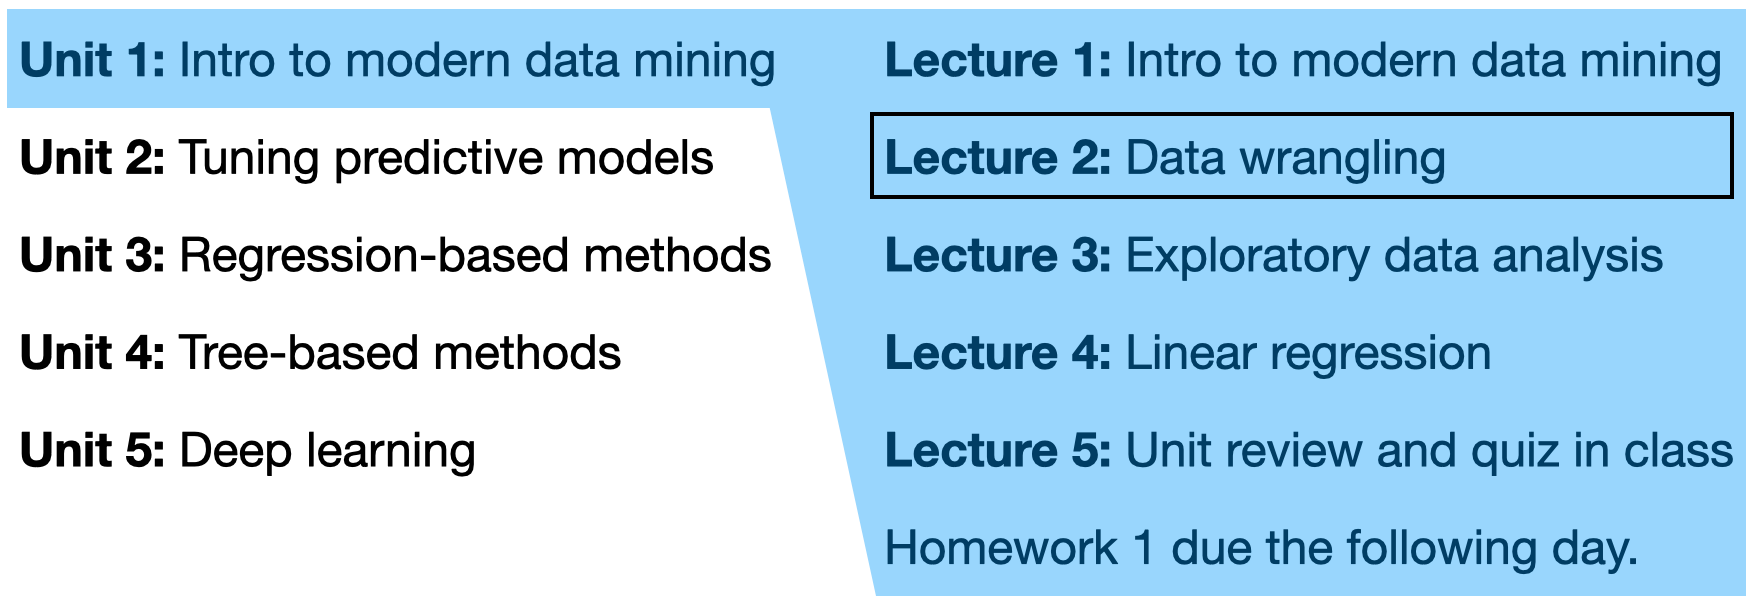 Unit 1: Intro to modern data mining
Unit 2: Tuning predictive models
Unit 3: Regression-based methods
Unit 4: Tree-based methods
Unit 5: Deep learning
Lecture 1: Intro to modern data mining
Lecture 2: Data wrangling
Lecture 3: Exploratory data analysis
Lecture 4: Linear regression
Lecture 5: Unit review and quiz in class
Homework 1 due the following day.